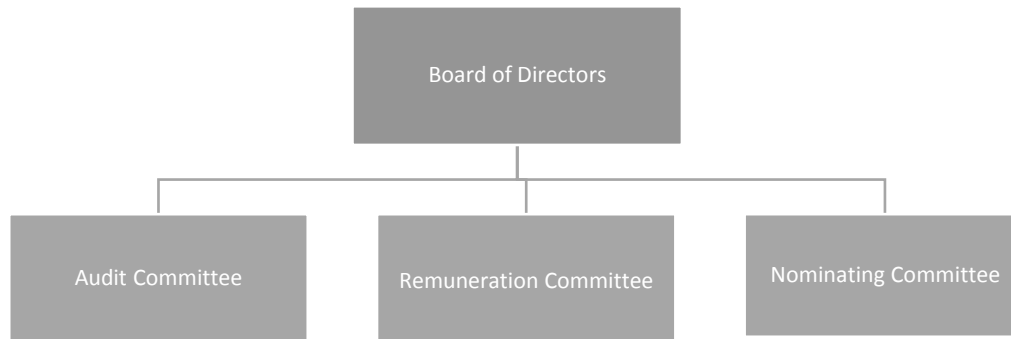 Board of Directors
Audit Committee
Remuneration Committee
Nominating Committee